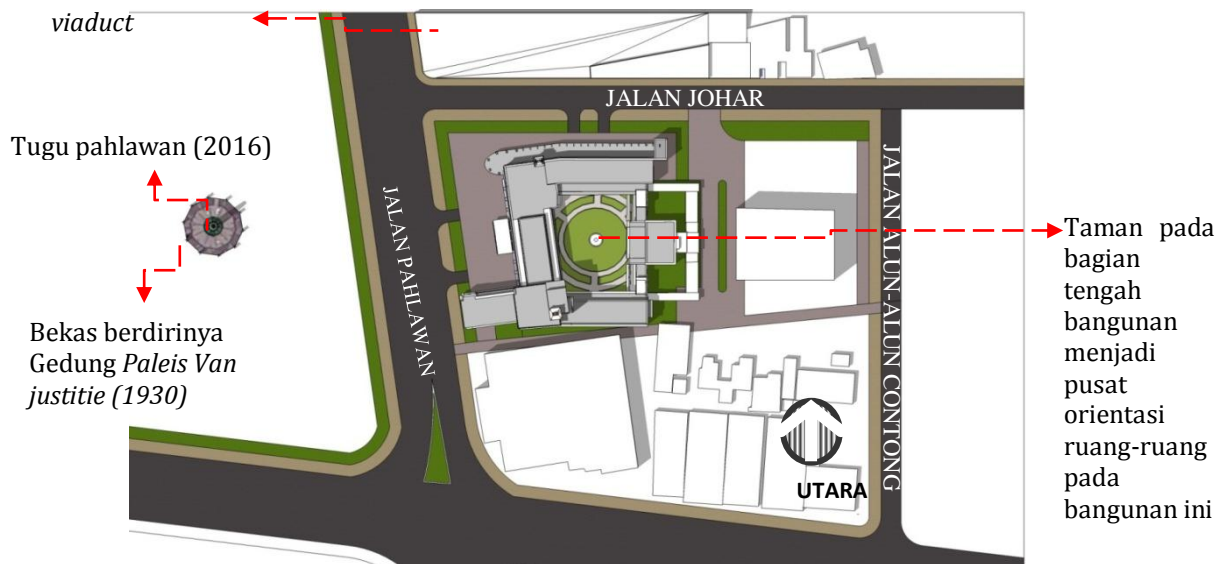 viaduct
JALAN JOHAR
Tugu pahlawan (2016)
JALAN PAHLAWAN
JALAN ALUN-ALUN CONTONG
Bekas berdirinya
Gedung Paleis Van
justitie (1930)
Taman pada
bagian
tengah
bangunan
menjadi
pusat
orientasi
ruang-ruang
pada
bangunan ini
UTARA